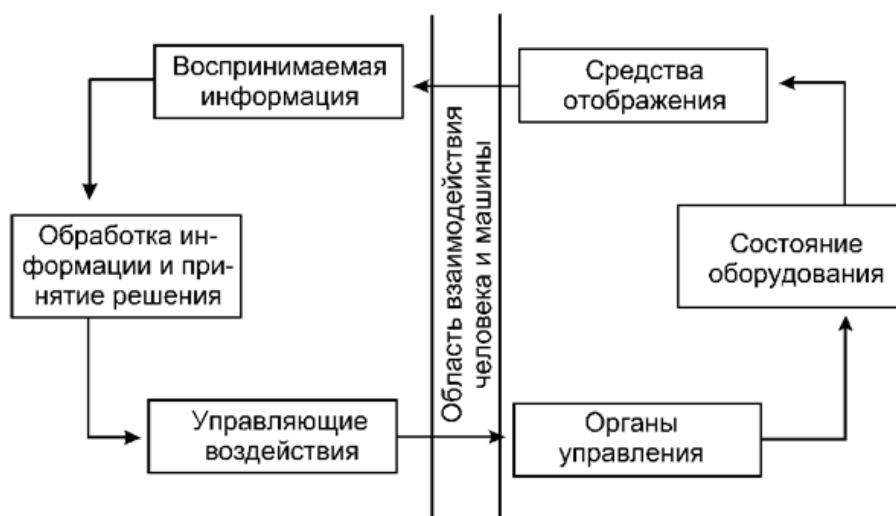 Воспринимаемая
информация
Средства
отображения
Область взаимодействия
человека и машины
Обработка ин-
формации и при-
нятие решения
Состояние
оборудования
Управляющие
воздействия
Органы
управления